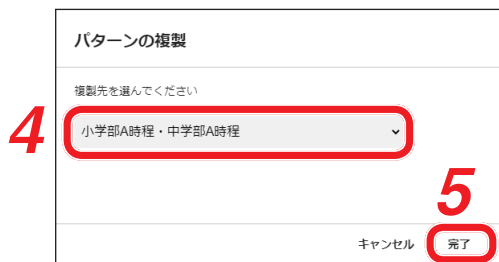 パターンの複製
複製先を選んでください
4
小学部A時程・中学部A時程
5
キャンセル 完了